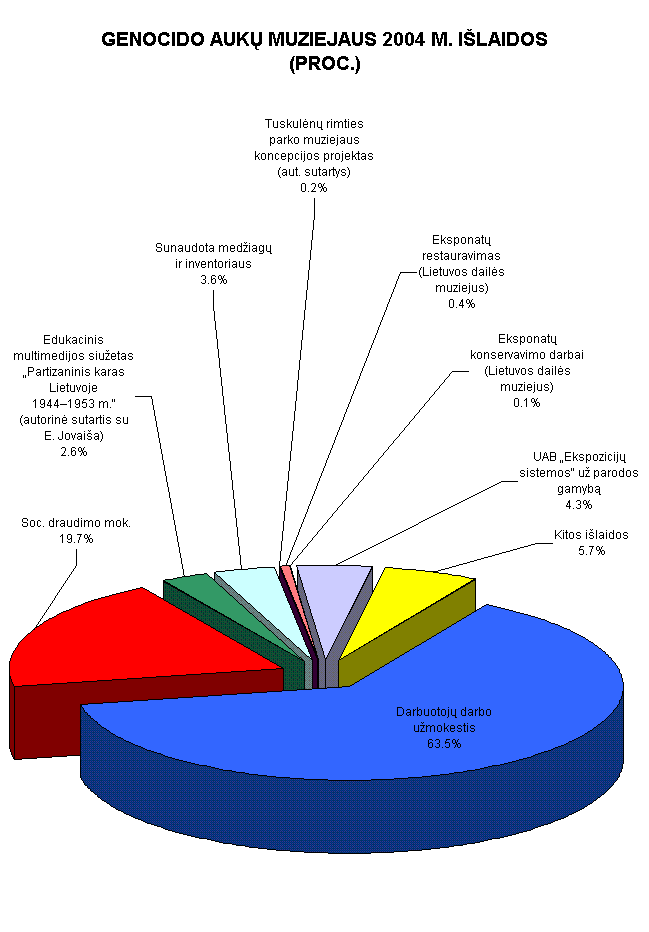 GENOCIDO AUKŲ MUZIEJAUS 2004 M. IŠLAIDOS
(PROC.)
Tuskulėnų rimties
parko muziejaus
koncepcijos projektas
(aut. sutartys)
0.2%
Sunaudota medžiagų
ir inventoriaus
3.6%
Eksponatų
restauravimas
(Lietuvos dailės
muziejus)
0.4%
Edukacinis
multimedijos siužetas
„Partizaninis karas
Lietuvoje
1944–1953 m.“
(autorinė sutartis su
E. Jovaiša)
2.6%
Eksponatų
konservavimo darbai
(Lietuvos dailės
muziejus)
0.1%
UAB „Ekspozicijų
sistemos“ už parodos
gamybą
4.3%
Soc. draudimo mok.
19.7%
Kitos išlaidos
5.7%
Darbuotojų darbo
užmokestis
63.5%